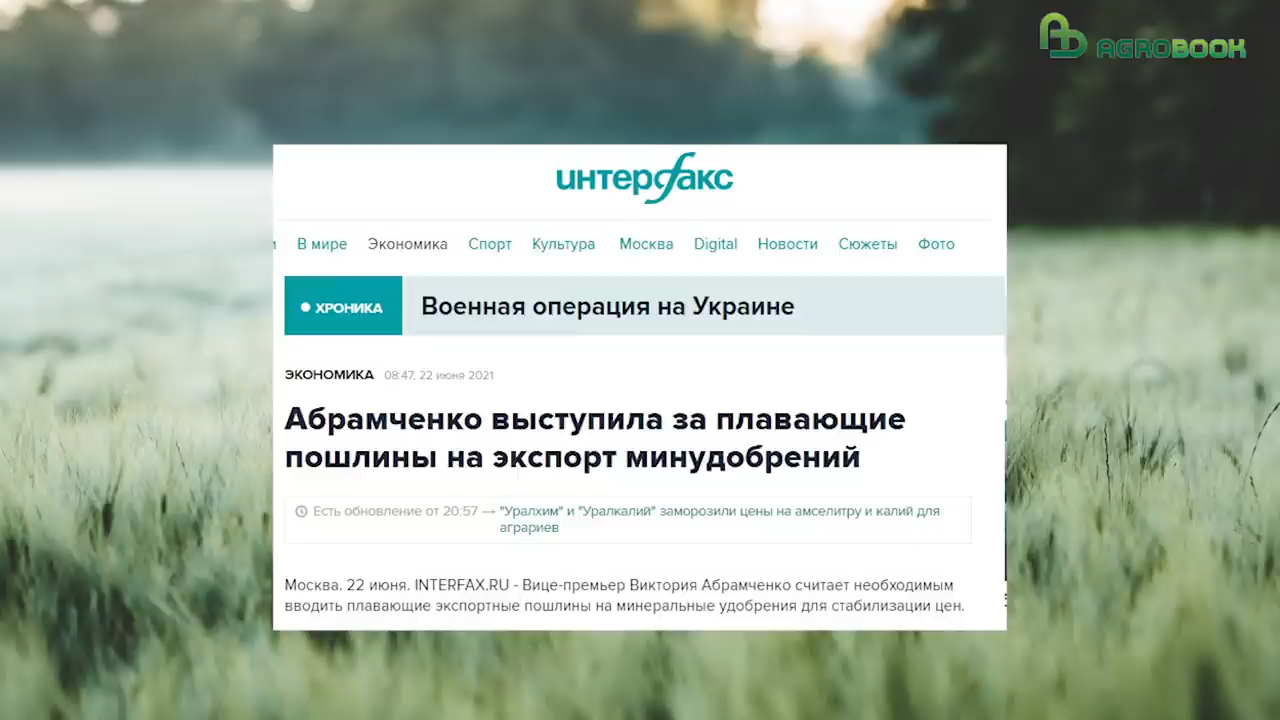 AGROBOOK
интерфакс
В мире Экономика Спорт Культура Москва Digital Новости Сюжеты Фото
ХРОНИКА Военная операция на Украине
ЭКОНОМИКА 08:47, 22 июня 2021
Абрамченко выступила за плавающие
пошлины на экспорт минудобрений
Есть обновление от 20:57 → "Уралхим" и "Уралкалий" заморозили цены на амселитру и калий для
аграриев
Москва. 22 июня. INTERFAX.RU - Вице-премьер Виктория Абрамченко считает необходимым
вводить плавающие экспортные пошлины на минеральные удобрения для стабилизации цен.